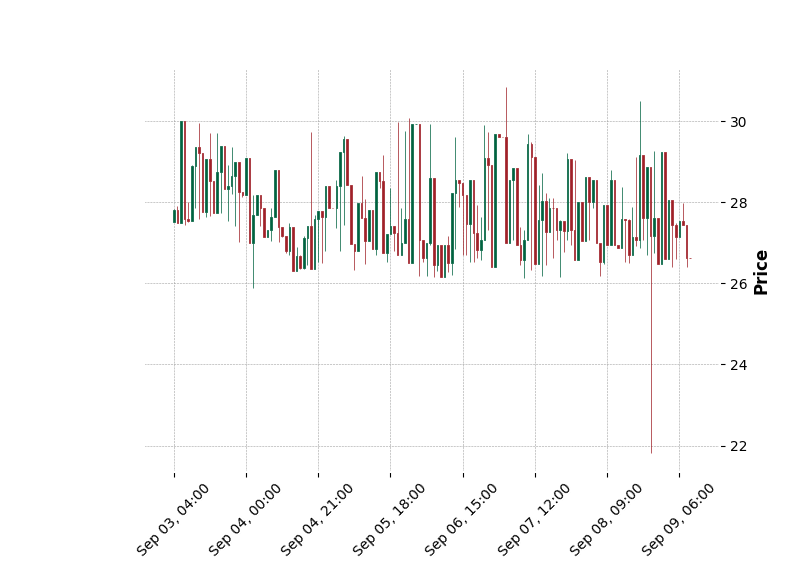 30
28
26
24
22
Price
Sep 03, 04:00
Sep 04, 00:00
Sep 04, 21:00
Sep 05, 18:00
Sep 06, 15:00
Sep 07, 12:00
Sep 08, 09:00
Sep 09, 06:00